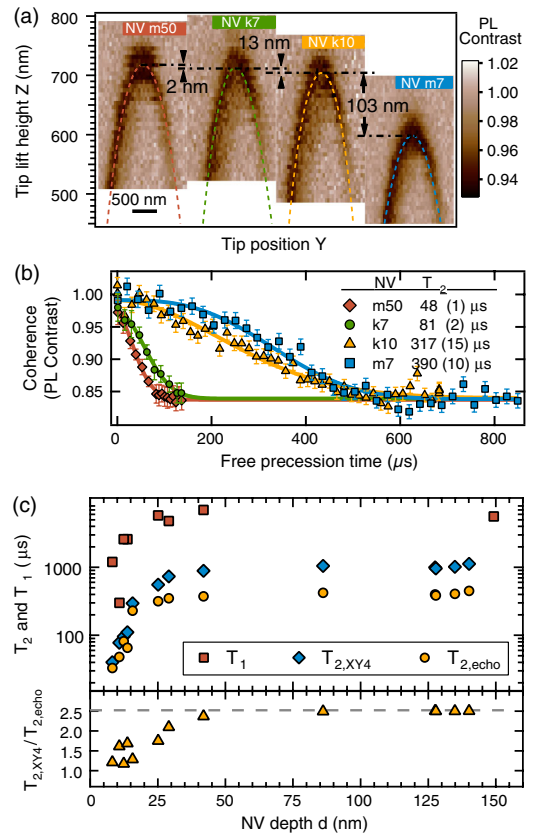 (a)
NV m50
NV k7
NV k10
NV m7
PL
Contrast
800
700
600
500
Tip lift height Z (nm)
13 nm
2 nm
103 nm
500 nm
Tip position Y
1.02
1.00
0.98
0.96
0.94
(b)
Coherence
(PL Contrast)
1.00
0.95
0.90
0.85
NV T2
m50 48 (1) μs
k7 81 (2) μs
k10 317 (15) μs
m7 390 (10) μs
0 200 400 600 800
Free precession time (μs)
(c)
T2 and T1 (μs)
1000
100
T1 T2,XY4 T2,echo
T2,XY4/T2,echo
2.5
2.0
1.5
1.0
0 25 50 75 100 125 150
NV depth d (nm)